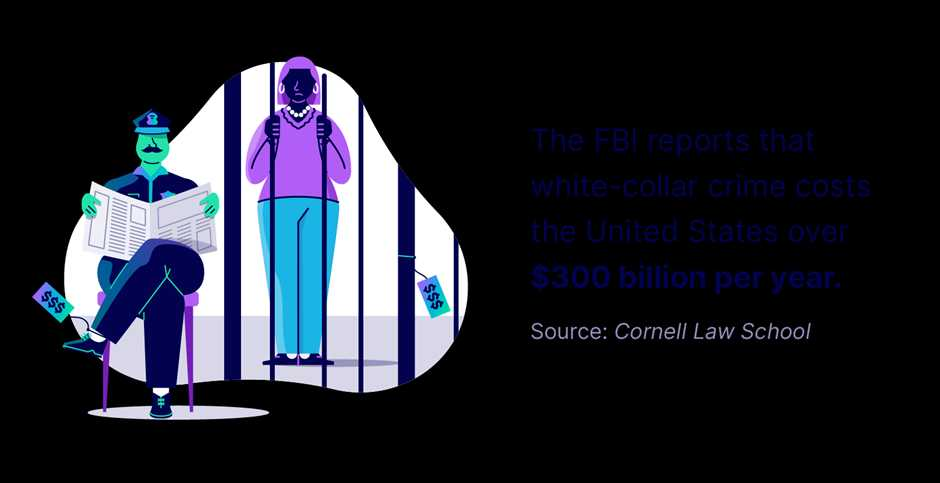 $$$
$$$
The FBI reports that
white-collar crime costs
the United States over
$300 billion per year.
Source: Cornell Law School